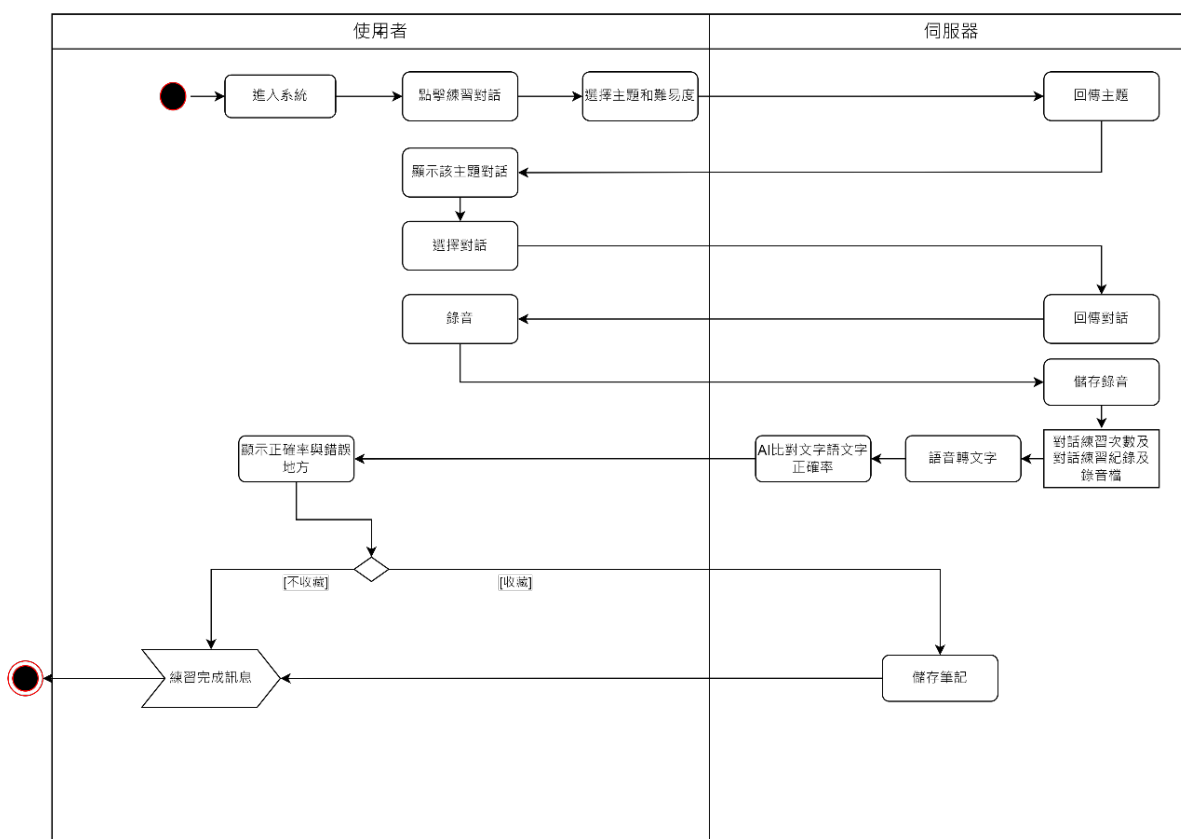 使用者
伺服器
進入系統
點擊練習對話
選擇主題和難易度
回傳主題
顯示該主題對話
選擇對話
錄音
回傳對話
儲存錄音
顯示正確率與錯誤
地方
AI比對文字語文字
正確率
語音轉文字
對話練習次數及
對話練習紀錄及
錄音檔
[不收藏]
[收藏]
練習完成訊息
儲存筆記